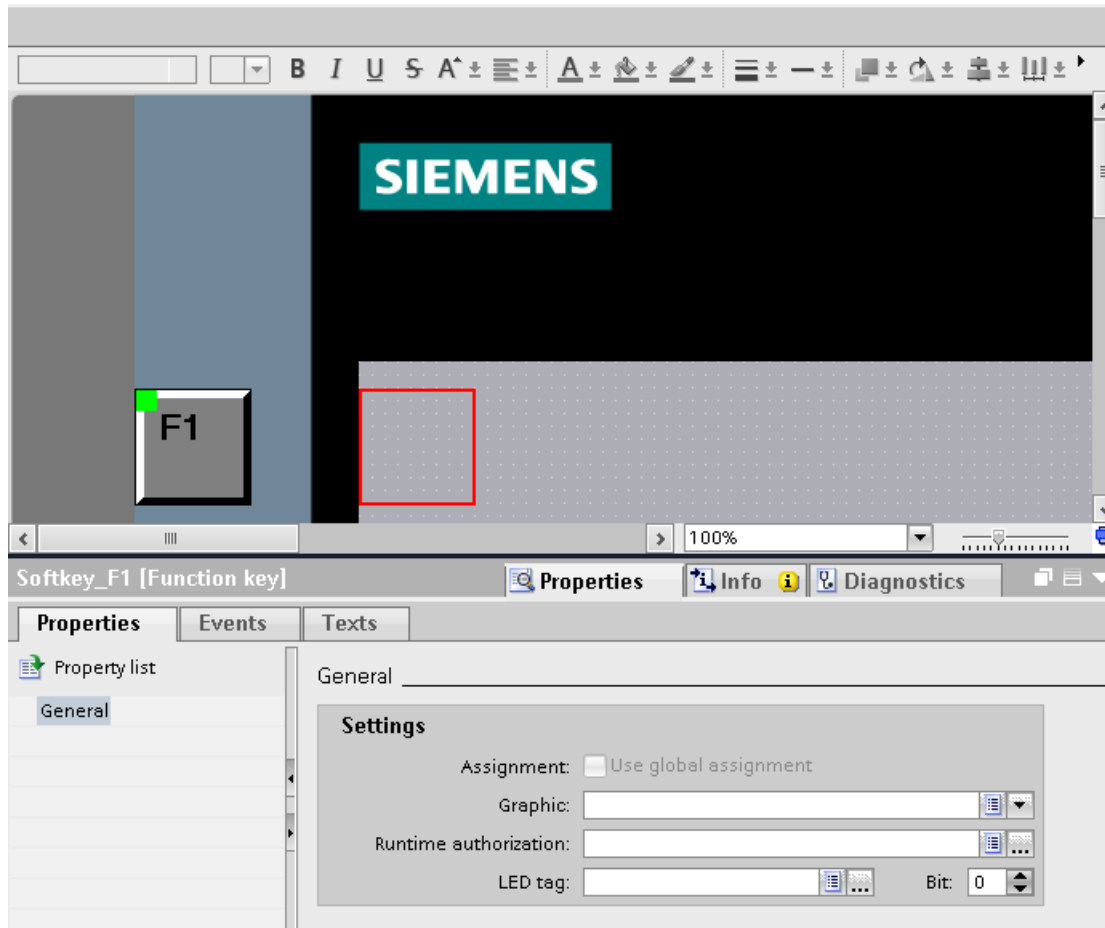 B I U S A A
SIEMENS
F1
100%
Softkey_F1 [Function key] Properties Info Diagnostics
Properties Events Texts
Property list
General
General
Settings
Assignment: Use global assignment
Graphic:
Runtime authorization:
LED tag: Bit: 0